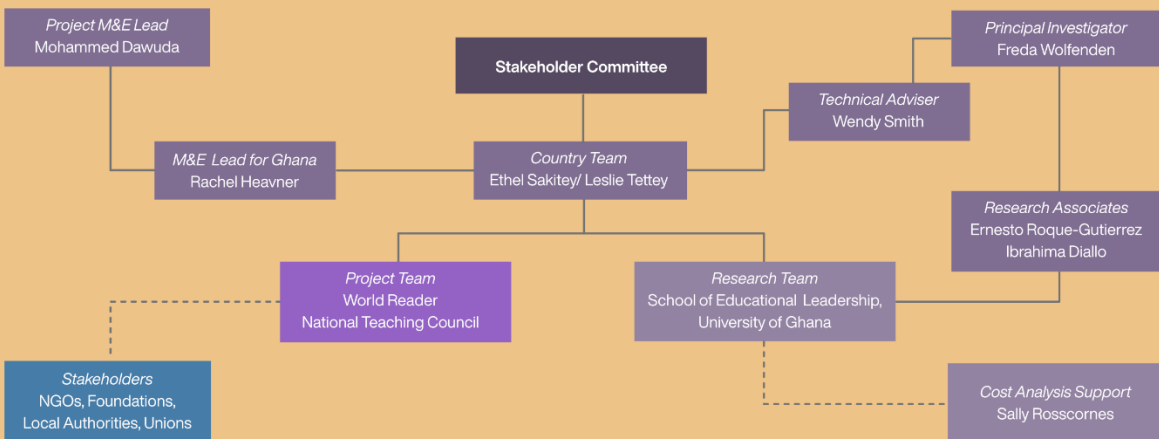 Project M&E Lead
Mohammed Dawuda
Principal Investigator
Freda Wolfenden
Stakeholder Committee
Technical Adviser
Wendy Smith
M&E Lead for Ghana
Rachel Heavner
Country Team
Ethel Sakitey/ Leslie Tettey
Research Associates
Ernesto Roque-Gutierrez
Ibrahima Diallo
Project Team
World Reader
National Teaching Council
Research Team
School of Educational Leadership,
University of Ghana
Stakeholders
NGOs, Foundations,
Local Authorities, Unions
Cost Analysis Support
Sally Rosscornes